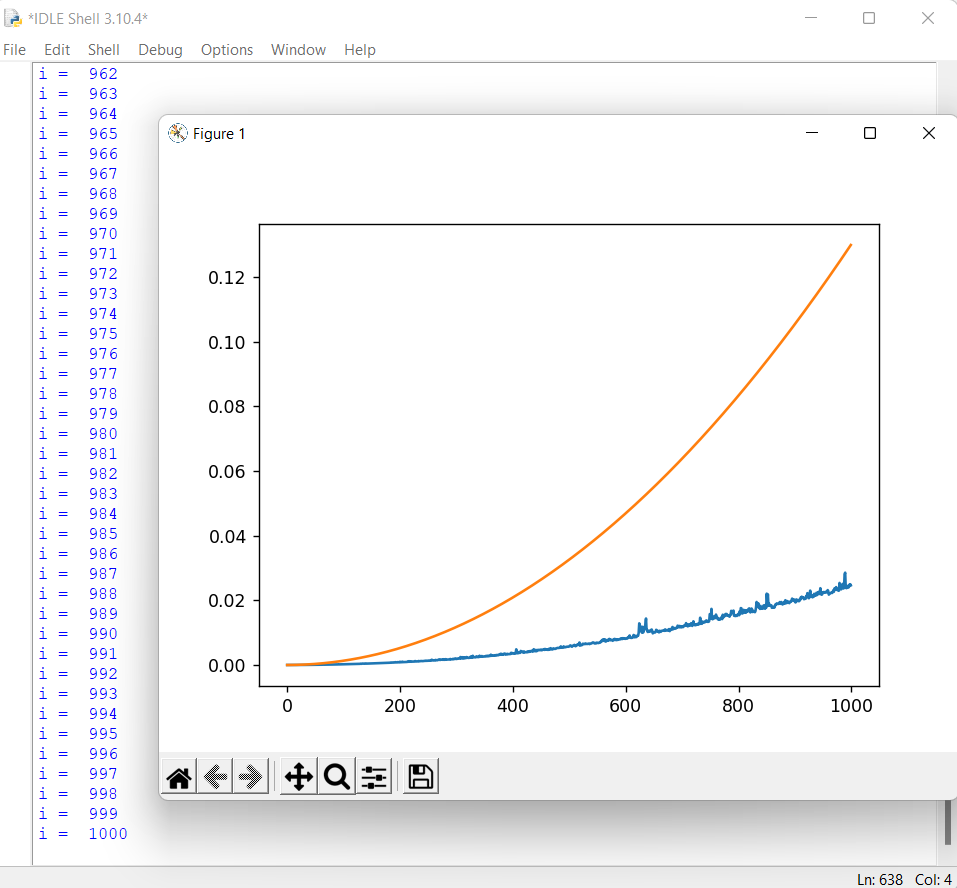 *IDLE Shell 3.10.4*
File Edit Shell Debug Options Window Help
i =  962
i =  963
i =  964
i =  965
i =  966
i =  967
i =  968
i =  969
i =  970
i =  971
i =  972
i =  973
i =  974
i =  975
i =  976
i =  977
i =  978
i =  979
i =  980
i =  981
i =  982
i =  983
i =  984
i =  985
i =  986
i =  987
i =  988
i =  989
i =  990
i =  991
i =  992
i =  993
i =  994
i =  995
i =  996
i =  997
i =  998
i =  999
i =  1000
Figure 1
0.12
0.10
0.08
0.06
0.04
0.02
0.00
0 200 400 600 800 1000
Ln: 638 Col: 4